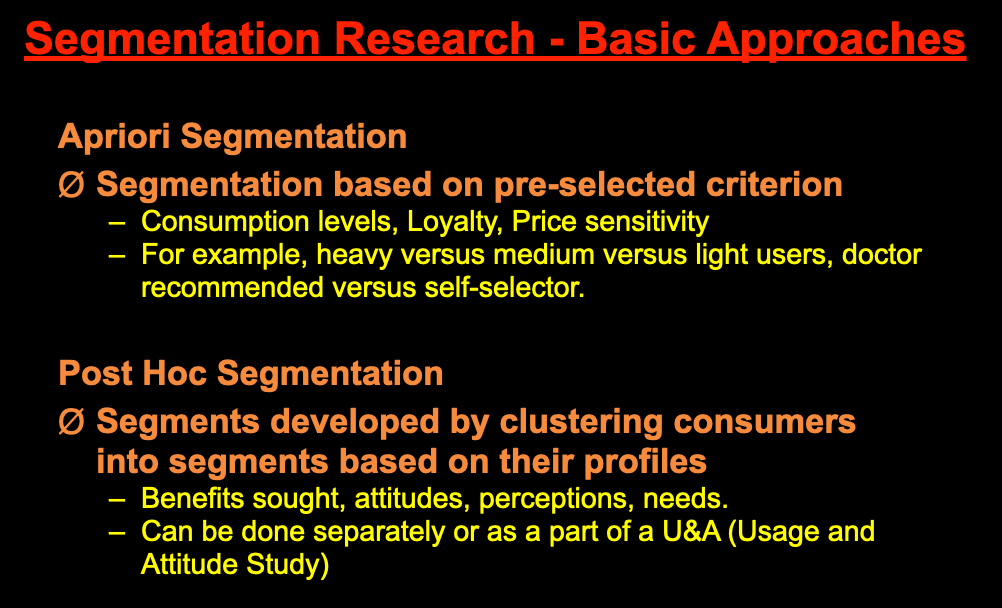 Segmentation Research - Basic Approaches
Apriori Segmentation
Ø Segmentation based on pre-selected criterion
– Consumption levels, Loyalty, Price sensitivity
– For example, heavy versus medium versus light users, doctor
recommended versus self-selector.
Post Hoc Segmentation
Ø Segments developed by clustering consumers
into segments based on their profiles
– Benefits sought, attitudes, perceptions, needs.
– Can be done separately or as a part of a U&A (Usage and
Attitude Study)